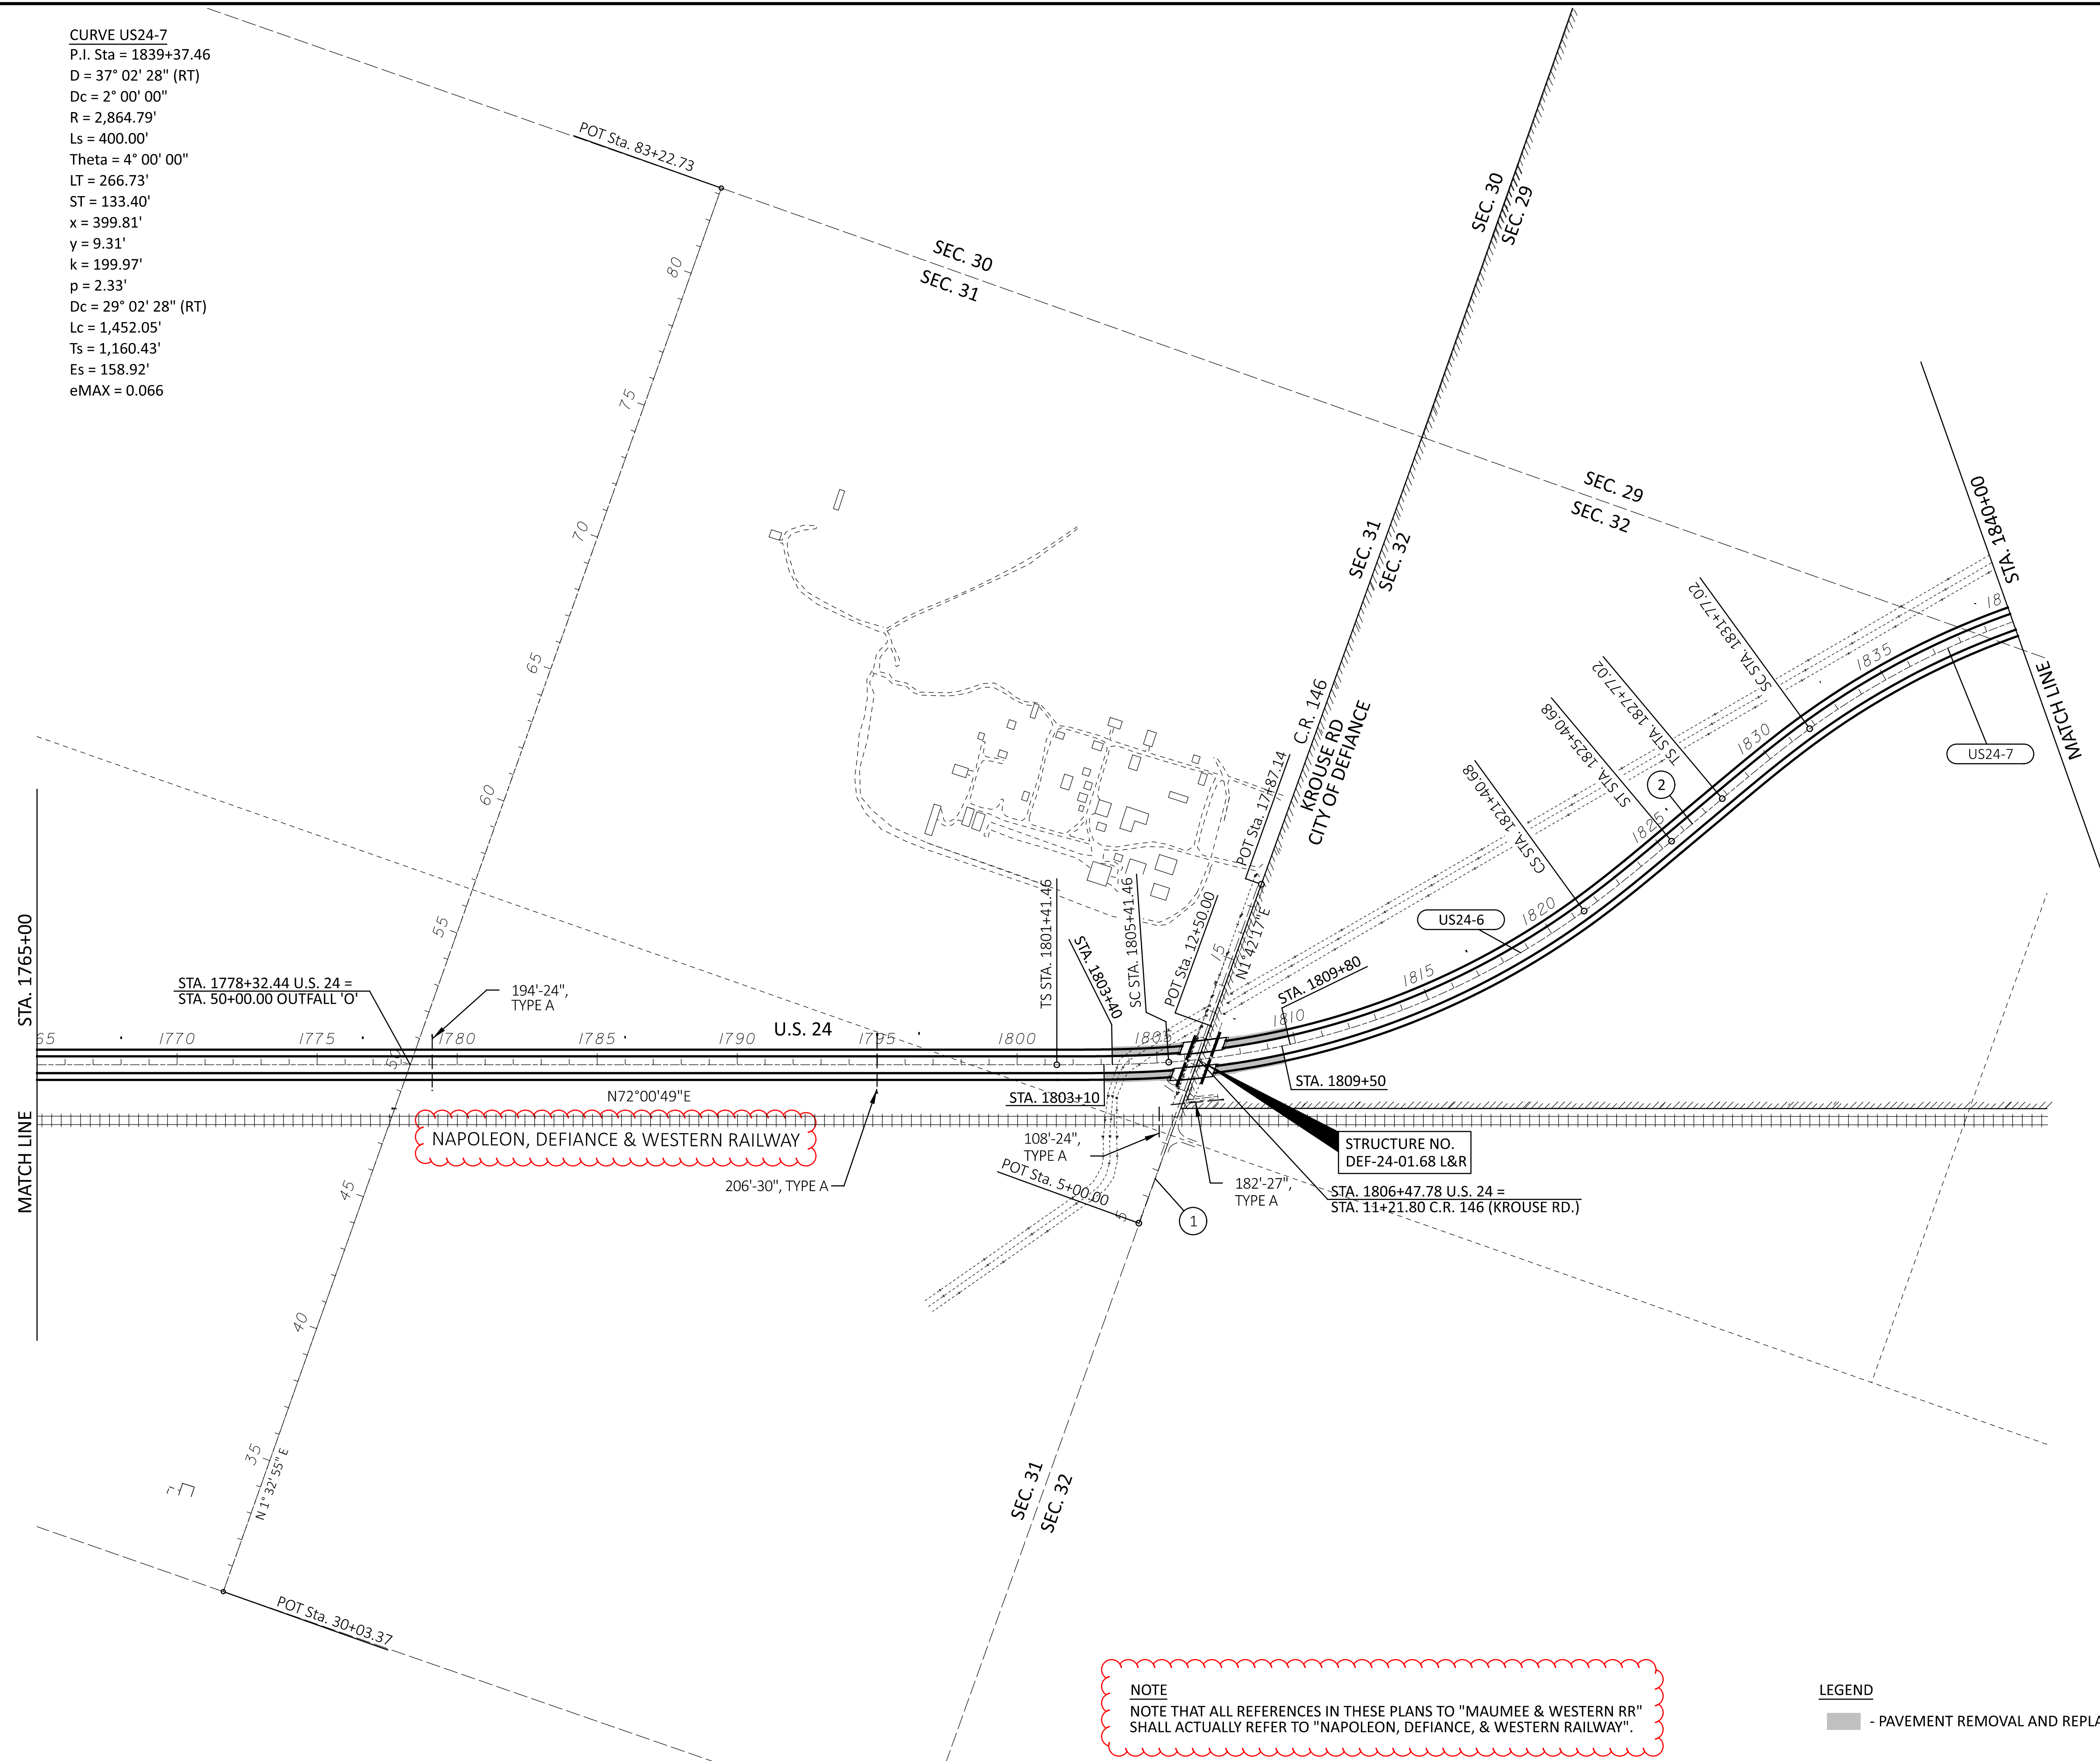 CURVE US24-7
P.I. Sta = 1839+37.46
D = 37° 02' 28" (RT)
Dc = 2° 00' 00"
R = 2,864.79'
Ls = 400.00'
Theta = 4° 00' 00"
LT = 266.73'
ST = 133.40'
x = 399.81'
y = 9.31'
k = 199.97'
p = 2.33'
Dc = 29° 02' 28" (RT)
Lc = 1,452.05'
Ts = 1,160.43'
Es = 158.92'
eMAX = 0.066
POT Sta. 83+22.73
80
75
70
65
60
55
50
45
40
35
N 1° 32' 55" E
POT Sta. 30+03.37
SEC. 30
SEC. 31
SEC. 30
SEC. 29
SEC. 31
SEC. 32
SEC. 29
SEC. 32
C.R. 146
KROUSE RD
CITY OF DEFIANCE
POT Sta. 17+87.14
POT Sta. 12+50.00
15
N1°42'17"E
STA. 1840+00
MATCH LINE
SC STA. 1831+77.02
TS STA. 1827+77.02
ST STA. 1825+40.68
CS STA. 1821+40.68
2
US24-7
US24-6
18
1835
1830
1825
1820
1815
1810
1805
STA. 1765+00
MATCH LINE
STA. 1778+32.44 U.S. 24 =
STA. 50+00.00 OUTFALL 'O'
194'-24",
TYPE A
U.S. 24
65
1770
1775
1780
1785
1790
1795
1800
TS STA. 1801+41.46
STA. 1803+40
SC STA. 1805+41.46
STA. 1809+80
STA. 1809+50
STA. 1803+10
N72°00'49"E
NAPOLEON, DEFIANCE & WESTERN RAILWAY
206'-30", TYPE A
108'-24",
TYPE A
POT Sta. 5+00.00
5
1
182'-27",
TYPE A
STRUCTURE NO.
DEF-24-01.68 L&R
STA. 1806+47.78 U.S. 24 =
STA. 11+21.80 C.R. 146 (KROUSE RD.)
SEC. 31
SEC. 32
NOTE
NOTE THAT ALL REFERENCES IN THESE PLANS TO "MAUMEE & WESTERN RR"
SHALL ACTUALLY REFER TO "NAPOLEON, DEFIANCE, & WESTERN RAILWAY".
LEGEND
- PAVEMENT REMOVAL AND REPLA